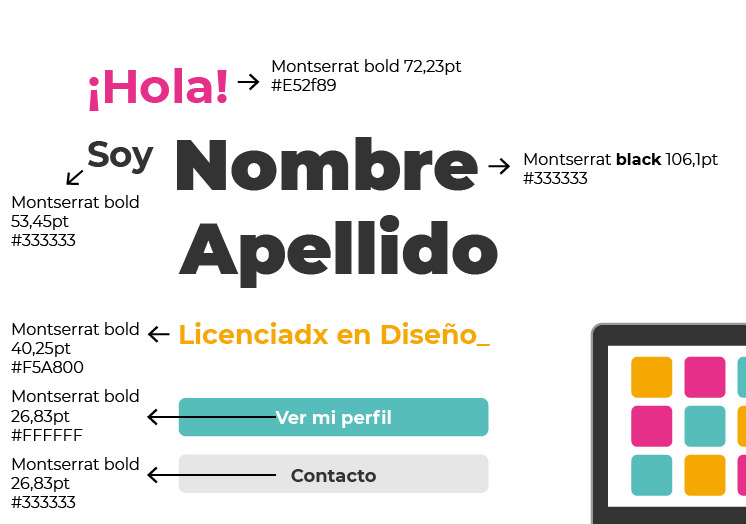 ¡Hola!
Montserrat bold 72,23pt
#E52f89
Soy
Nombre
Apellido
Montserrat black 106,1pt
#333333
Montserrat bold
53,45pt
#333333
Licenciadx en Diseño_
Montserrat bold
40,25pt
#F5A800
Montserrat bold
26,83pt
#FFFFFF
Ver mi perfil
Montserrat bold
26,83pt
#333333
Contacto